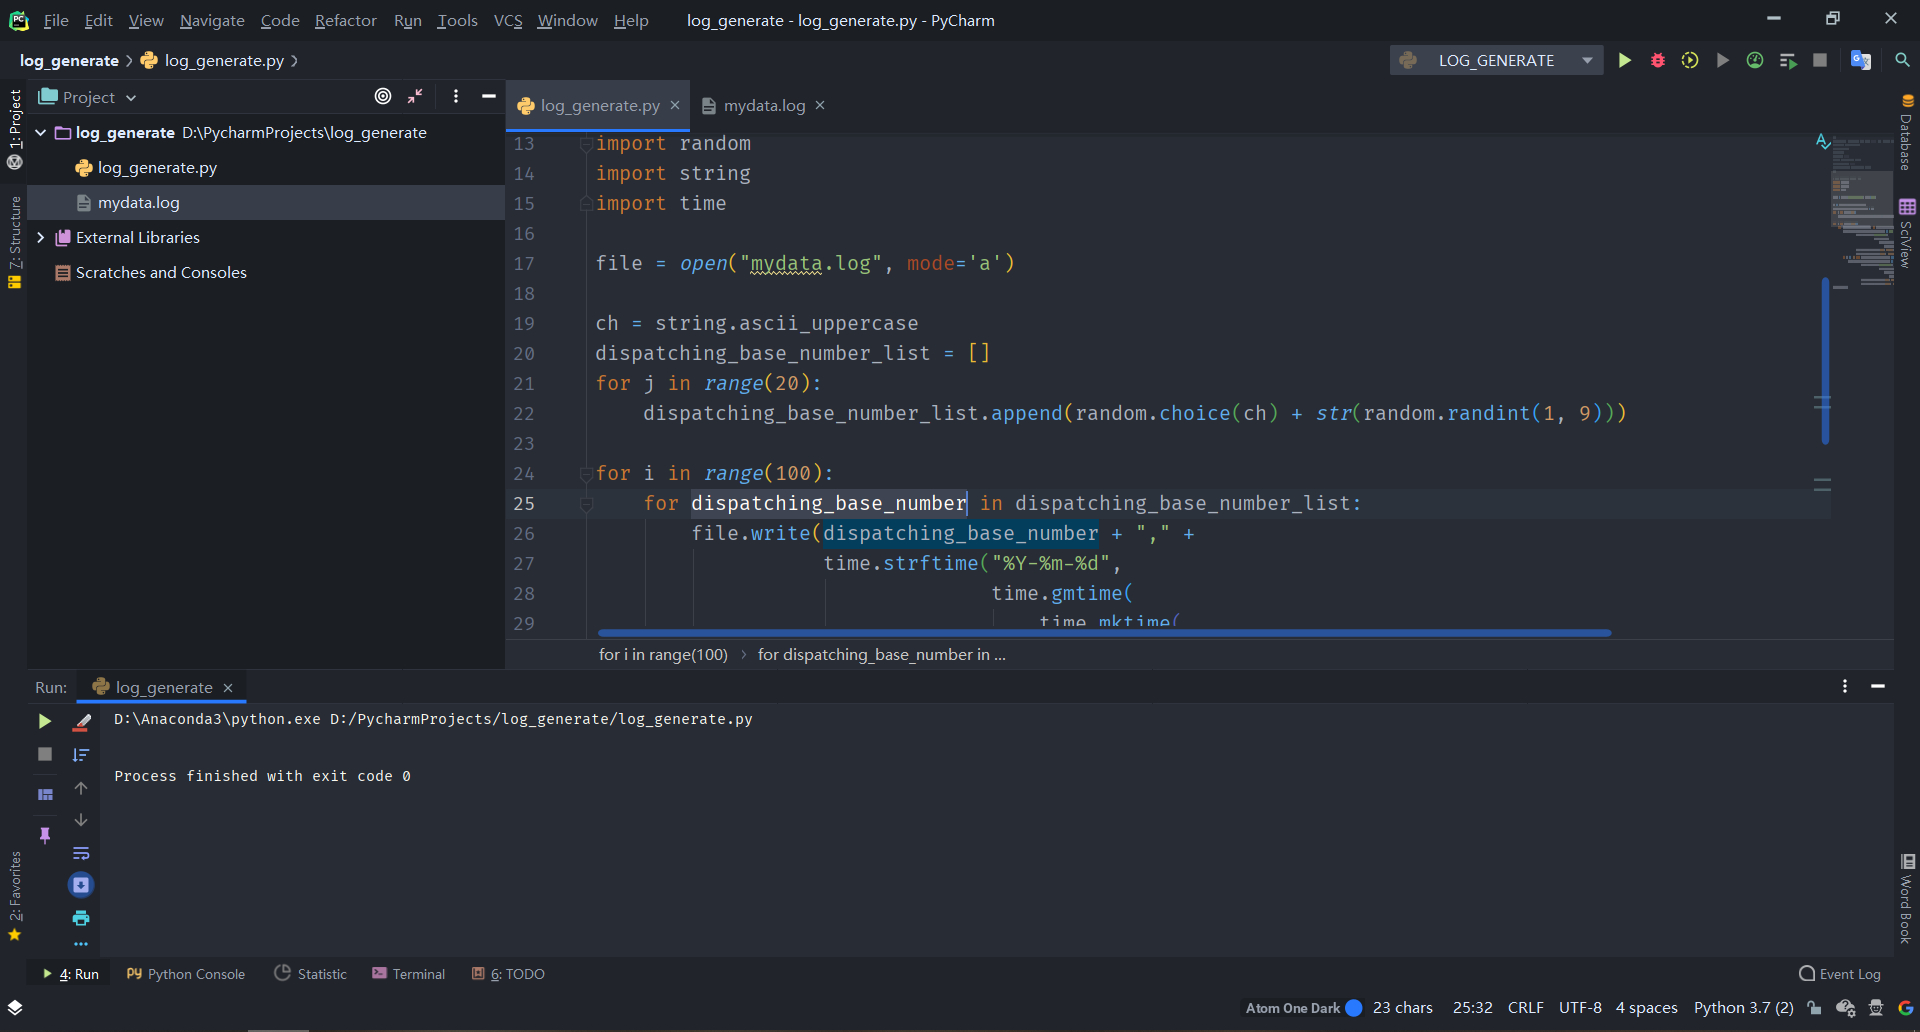 PC File Edit View Navigate Code Refactor Run Tools VCS Window Help log_generate - log_generate.py - PyCharm
log_generate log_generate.py LOG_GENERATE
1: Project
Z: Structure
2: Favorites
Project
log_generate D:\PycharmProjects\log_generate
log_generate.py
mydata.log
External Libraries
Scratches and Consoles
log_generate.py mydata.log
13 import random
14 import string
15 import time
16
17 file = open("mydata.log", mode='a')
18
19 ch = string.ascii_uppercase
20 dispatching_base_number_list = []
21 for j in range(20):
22 dispatching_base_number_list.append(random.choice(ch) + str(random.randint(1, 9)))
23
24 for i in range(100):
25 for dispatching_base_number in dispatching_base_number_list:
26 file.write(dispatching_base_number + "," +
27 time.strftime("%Y-%m-%d",
28 time.gmtime(
29 time.mktime(
for i in range(100) for dispatching_base_number in ...
Database
SciView
Word Book
Run: log_generate
D:\Anaconda3\python.exe D:/PycharmProjects/log_generate/log_generate.py
Process finished with exit code 0
4: Run Python Console Statistic Terminal 6: TODO Event Log
Atom One Dark 23 chars 25:32 CRLF UTF-8 4 spaces Python 3.7 (2)